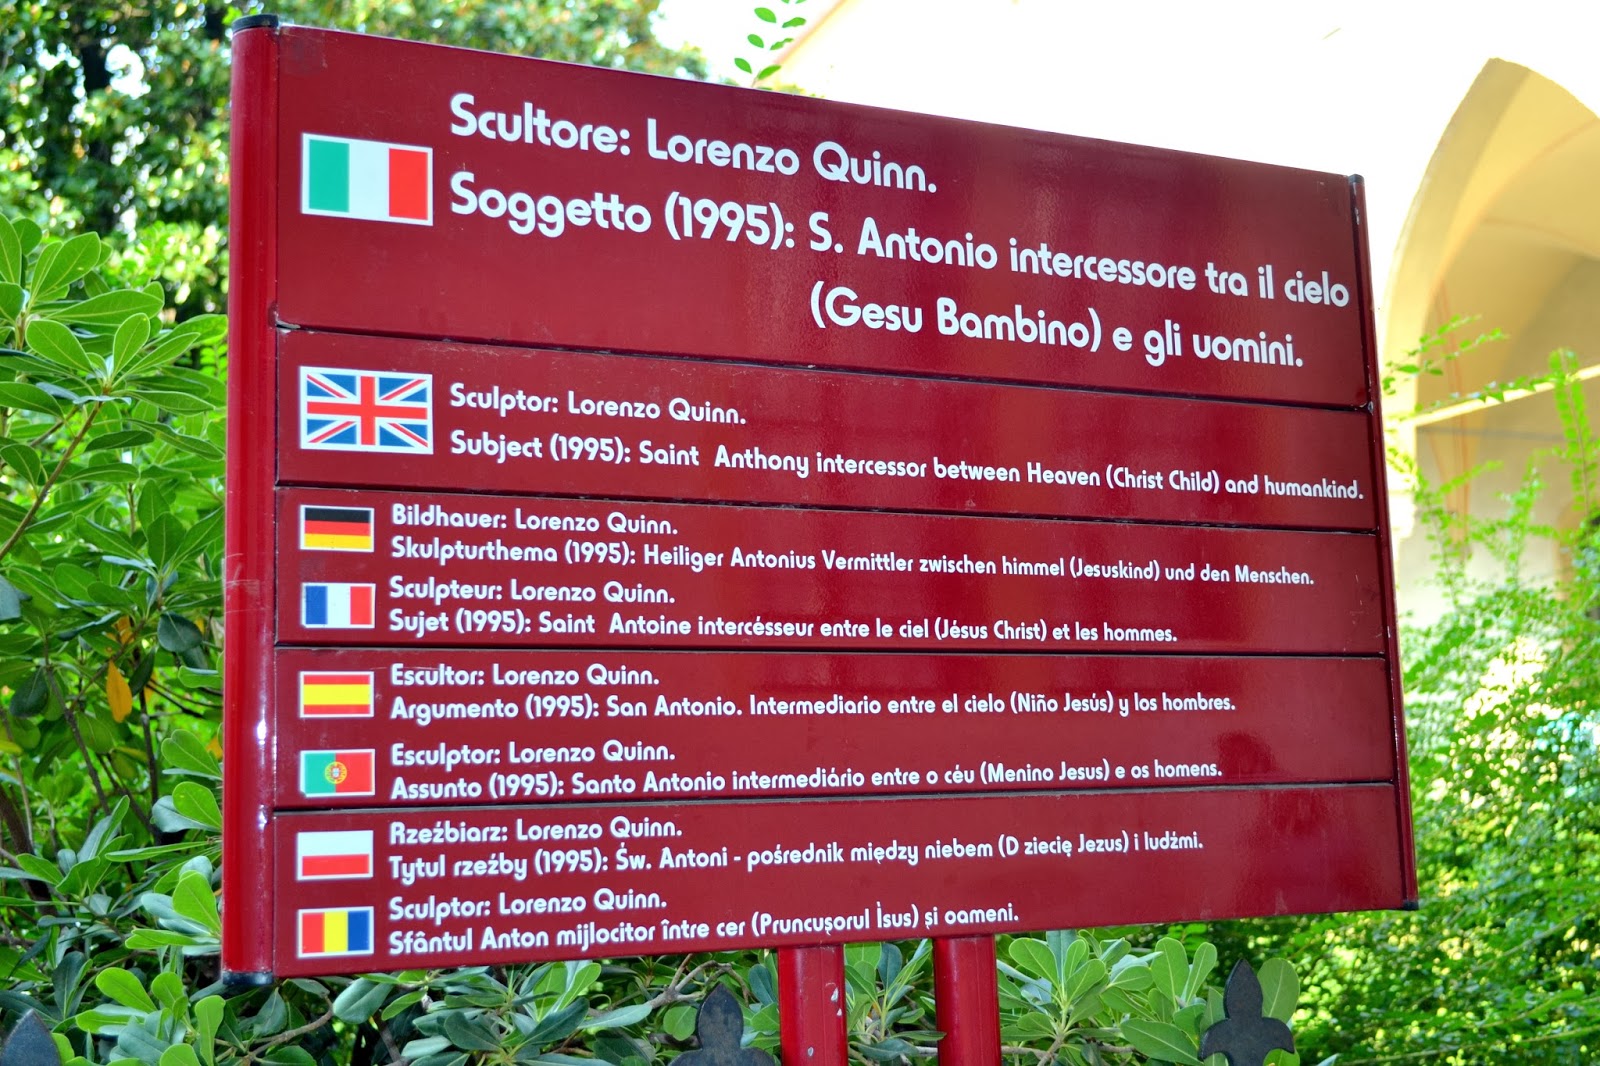 Scultore: Lorenzo Quinn.
Soggetto (1995): S. Antonio intercessore tra il cielo
(Gesu Bambino) e gli uomini.
Sculptor: Lorenzo Quinn.
Subject (1995): Saint Anthony intercessor between Heaven (Christ Child) and humankind.
Bildhauer: Lorenzo Quinn.
Skulpturthema (1995): Heiliger Antonius Vermittler zwischen himmel (Jesuskind) und den Menschen.
Sculpteur: Lorenzo Quinn.
Sujet (1995): Saint Antoine intercésseur entre le ciel (Jésus Christ) et les hommes.
Escultor: Lorenzo Quinn.
Argumento (1995): San Antonio. Intermediario entre el cielo (Niño Jesús) y los hombres.
Esculptor: Lorenzo Quinn.
Assunto (1995): Santo Antonio intermediário entre o céu (Menino Jesus) e os homens.
Rzeźbiarz: Lorenzo Quinn.
Tytul rzeźby (1995): Św. Antoni - pośrednik między niebem (D ziecię Jezus) i ludźmi.
Sculptor: Lorenzo Quinn.
Sfântul Anton mijlocitor între cer (Pruncuşorul Ìsus) şi oameni.